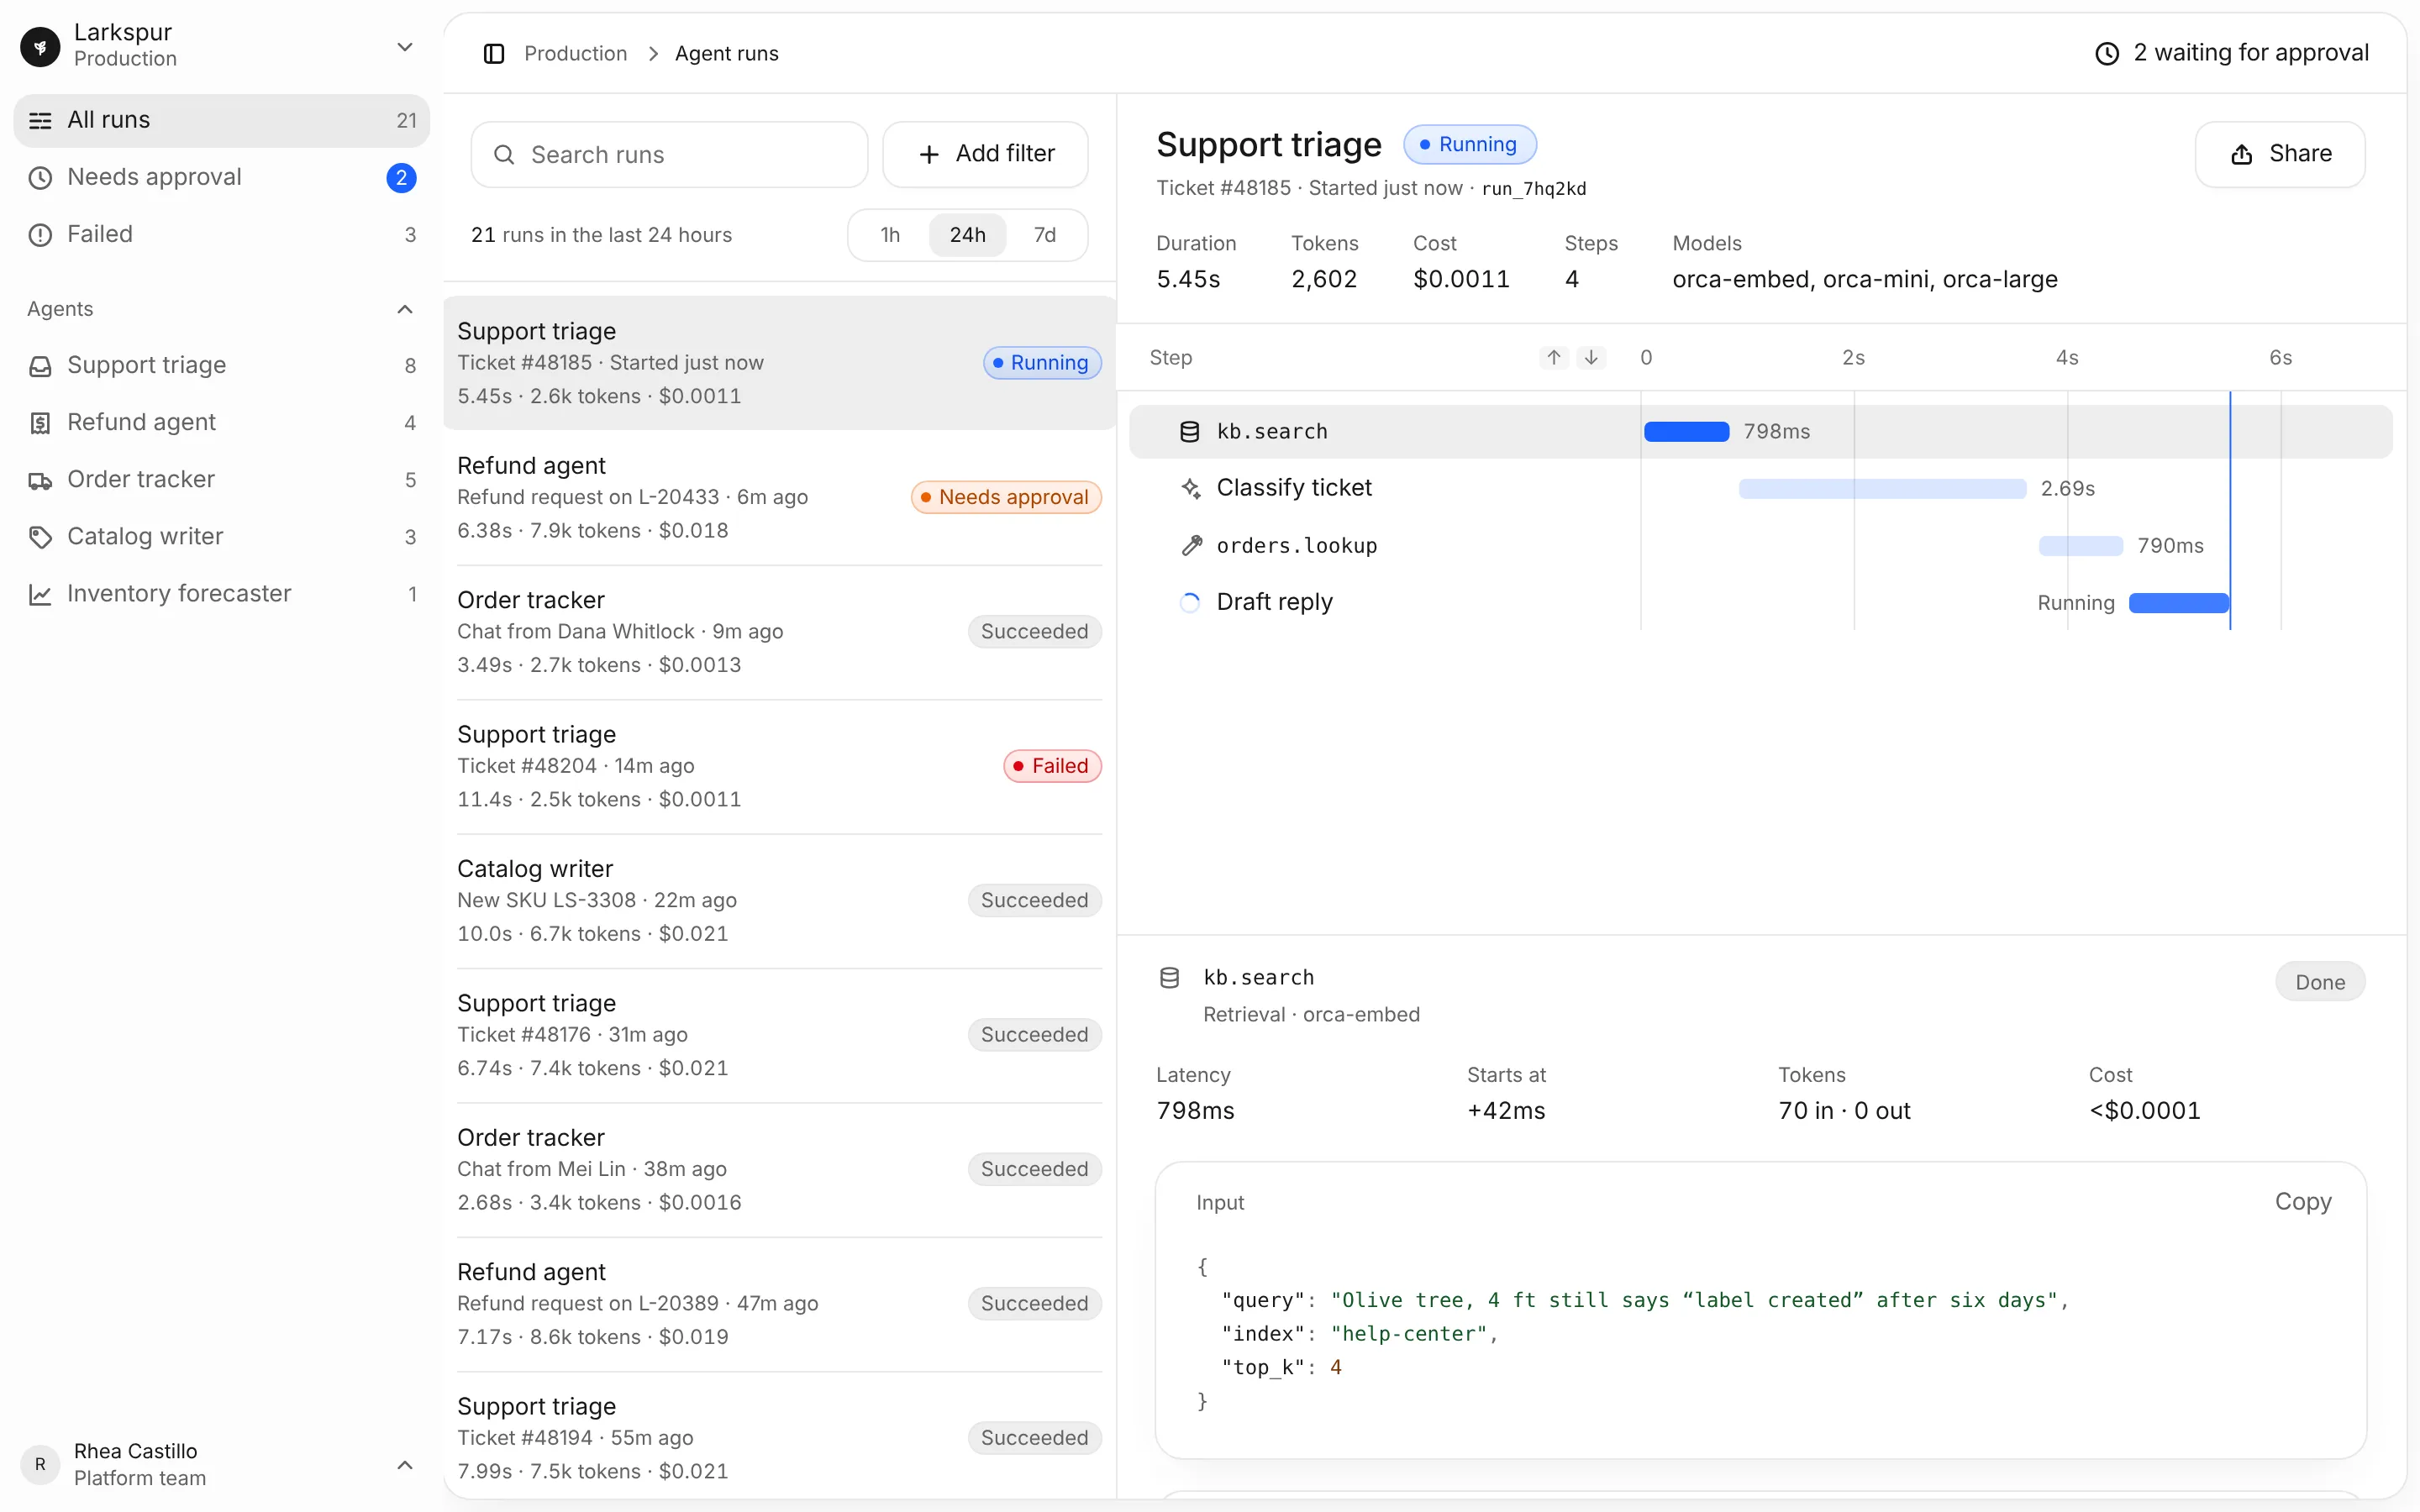 Larkspur
Production
All runs 21
Needs approval 2
Failed 3
Agents
Support triage 8
Refund agent 4
Order tracker 5
Catalog writer 3
Inventory forecaster 1
R
Rhea Castillo
Platform team
Production Agent runs
2 waiting for approval
Search runs
Add filter
21 runs in the last 24 hours
1h 24h 7d
Support triage
Ticket #48185 · Started just now
Running
5.45s · 2.6k tokens · $0.0011
Refund agent
Refund request on L-20433 · 6m ago
Needs approval
6.38s · 7.9k tokens · $0.018
Order tracker
Chat from Dana Whitlock · 9m ago
Succeeded
3.49s · 2.7k tokens · $0.0013
Support triage
Ticket #48204 · 14m ago
Failed
11.4s · 2.5k tokens · $0.0011
Catalog writer
New SKU LS-3308 · 22m ago
Succeeded
10.0s · 6.7k tokens · $0.021
Support triage
Ticket #48176 · 31m ago
Succeeded
6.74s · 7.4k tokens · $0.021
Order tracker
Chat from Mei Lin · 38m ago
Succeeded
2.68s · 3.4k tokens · $0.0016
Refund agent
Refund request on L-20389 · 47m ago
Succeeded
7.17s · 8.6k tokens · $0.019
Support triage
Ticket #48194 · 55m ago
Succeeded
7.99s · 7.5k tokens · $0.021
Support triage
Running
Share
Ticket #48185 · Started just now · run_7hq2kd
Duration Tokens Cost Steps Models
5.45s 2,602 $0.0011 4 orca-embed, orca-mini, orca-large
Step 0 2s 4s 6s
kb.search 798ms
Classify ticket 2.69s
orders.lookup 790ms
Draft reply Running
kb.search
Done
Retrieval · orca-embed
Latency Starts at Tokens Cost
798ms +42ms 70 in · 0 out <$0.0001
Input Copy
{
"query": "Olive tree, 4 ft still says “label created” after six days",
"index": "help-center",
"top_k": 4
}